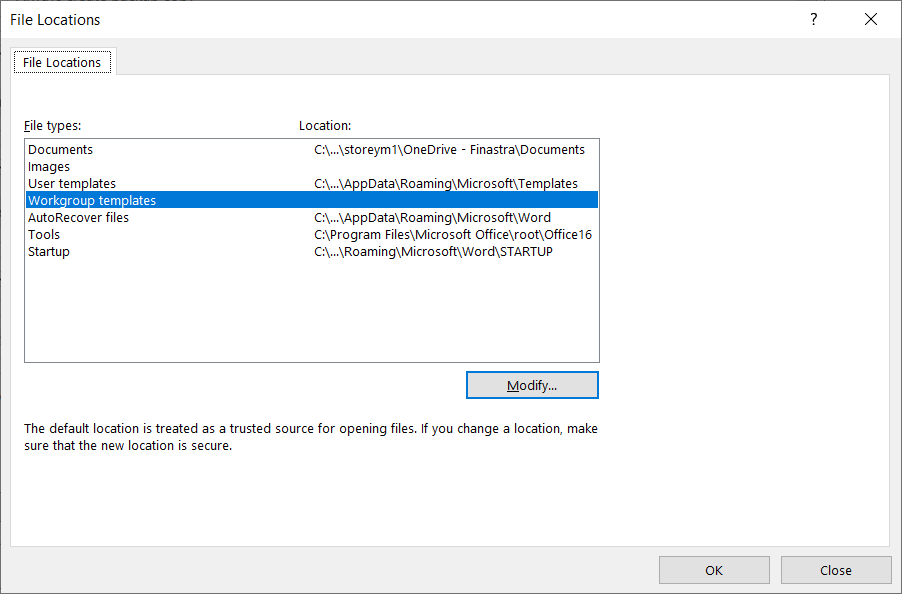 File Locations
?
File Locations
File types: Location:
Documents C:\...\storeym1\OneDrive - Finastra\Documents
Images
User templates C:\...\AppData\Roaming\Microsoft\Templates
Workgroup templates
AutoRecover files C:\...\AppData\Roaming\Microsoft\Word
Tools C:\Program Files\Microsoft Office\root\Office16
Startup C:\...\Roaming\Microsoft\Word\STARTUP
Modify...
The default location is treated as a trusted source for opening files. If you change a location, make
sure that the new location is secure.
OK Close